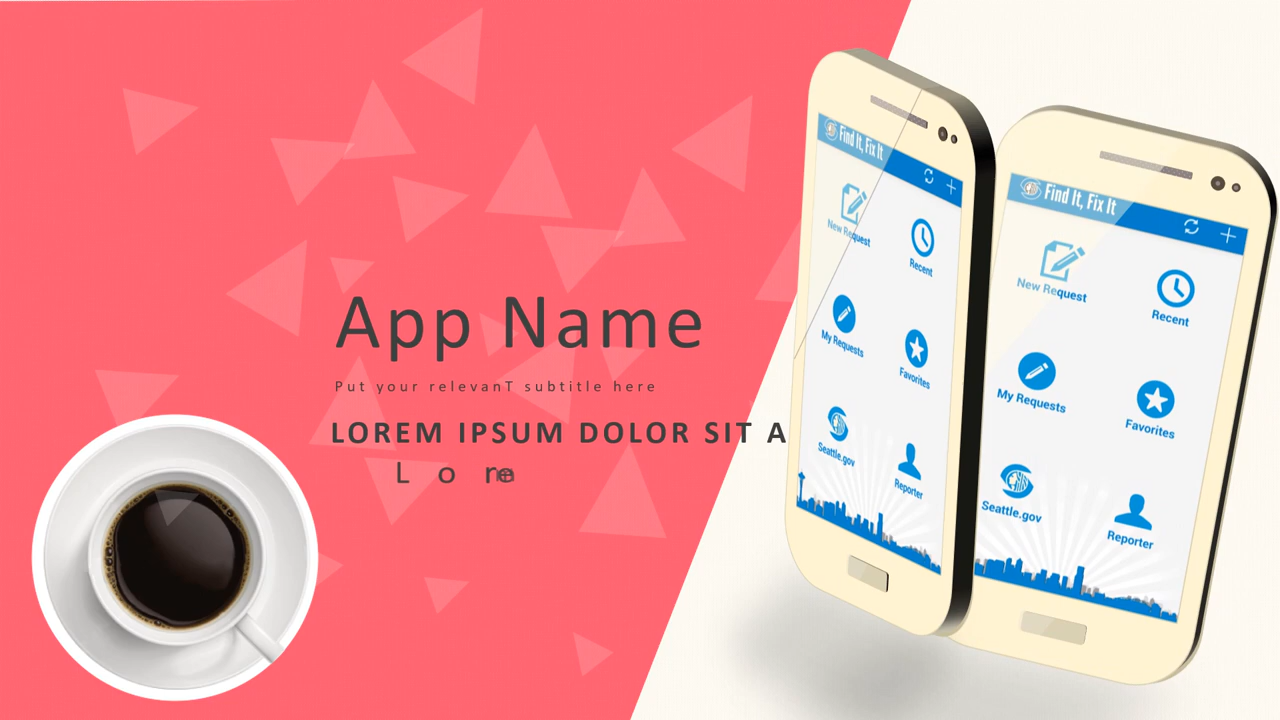 App Name
Put your relevanT subtitle here
LOREM IPSUM DOLOR SIT A
Lore
Find It, Fix It
New Request
Recent
My Requests
Favorites
Seattle.gov
Reporter
Find It, Fix It
New Request
Recent
My Requests
Favorites
Seattle.gov
Reporter